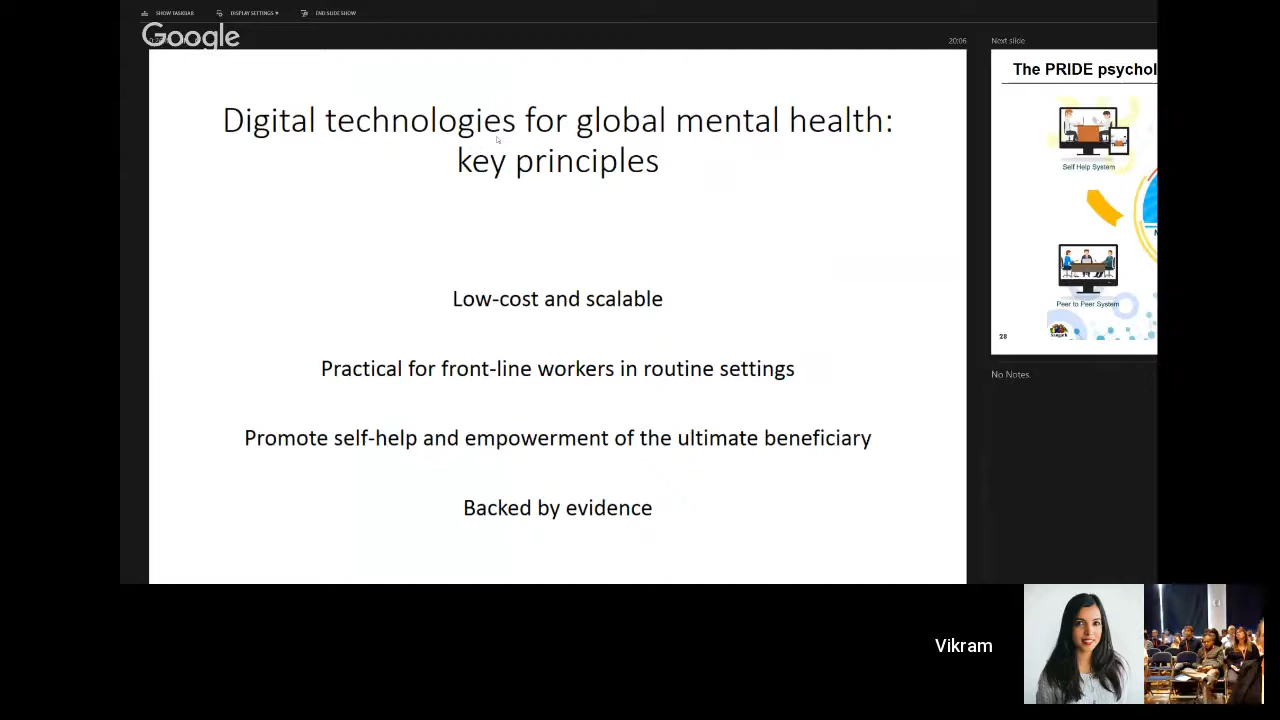 SHOW TASKBAR
DISPLAY SETTINGS ▾
END SLIDE SHOW
Google
20:06
Next slide
Digital technologies for global mental health:
key principles
Low-cost and scalable
Practical for front-line workers in routine settings
Promote self-help and empowerment of the ultimate beneficiary
Backed by evidence
The PRIDE psychol
Self Help System
Peer to Peer System
28
No Notes.
Vikram